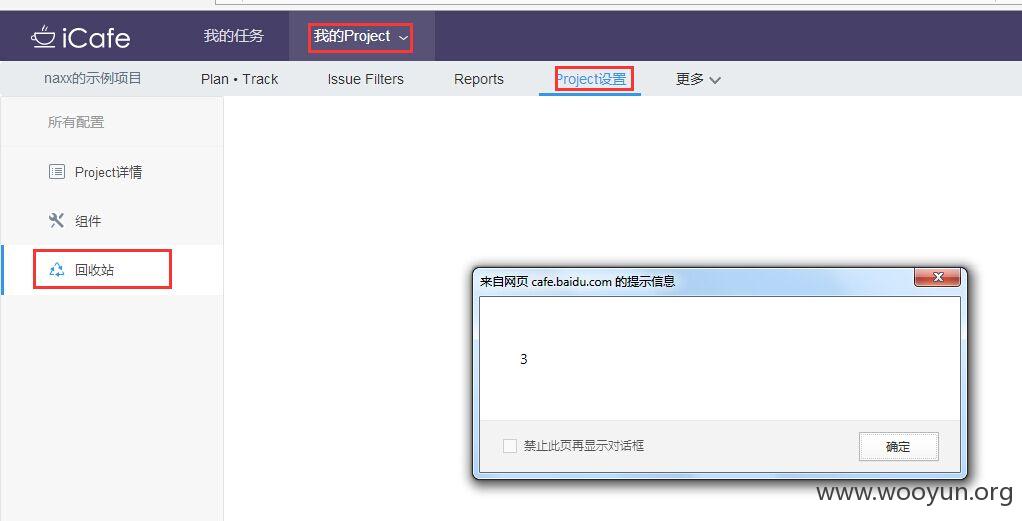 iCafe 我的任务 我的Project
naxx的示例项目 Plan • Track Issue Filters Reports Project设置 更多
所有配置
Project详情
组件
回收站
来自网页 cafe.baidu.com 的提示信息
3
禁止此页再显示对话框 确定
www.wooyun.org